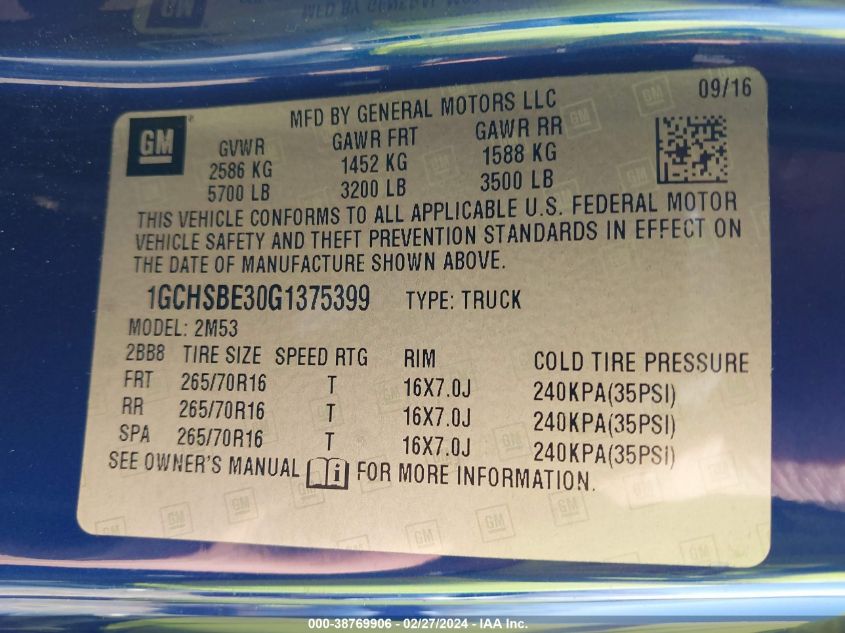 GM
MFD BY GENERAL MOTORS LLC
09/16
GVWR GAWR FRT GAWR RR
2586 KG 1452 KG 1588 KG
5700 LB 3200 LB 3500 LB
THIS VEHICLE CONFORMS TO ALL APPLICABLE U.S. FEDERAL MOTOR
VEHICLE SAFETY AND THEFT PREVENTION STANDARDS IN EFFECT ON
THE DATE OF MANUFACTURE SHOWN ABOVE.
1GCHSBE30G1375399 TYPE: TRUCK
MODEL: 2M53
2BB8 TIRE SIZE SPEED RTG RIM COLD TIRE PRESSURE
FRT 265/70R16 T 16X7.0J 240KPA(35PSI)
RR 265/70R16 T 16X7.0J 240KPA(35PSI)
SPA 265/70R16 T 16X7.0J 240KPA(35PSI)
SEE OWNER'S MANUAL i FOR MORE INFORMATION.
000-38769906 - 02/27/2024 - IAA Inc.